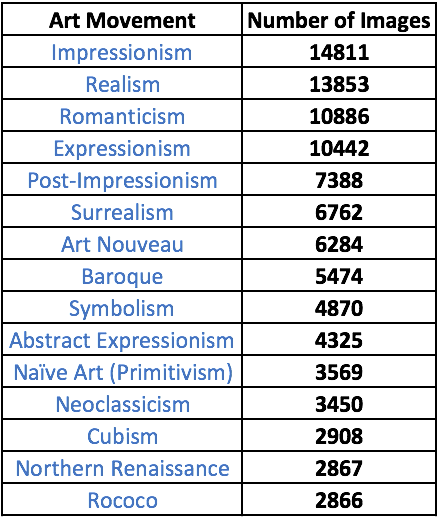 Art Movement Number of Images
Impressionism 14811
Realism 13853
Romanticism 10886
Expressionism 10442
Post-Impressionism 7388
Surrealism 6762
Art Nouveau 6284
Baroque 5474
Symbolism 4870
Abstract Expressionism 4325
Naïve Art (Primitivism) 3569
Neoclassicism 3450
Cubism 2908
Northern Renaissance 2867
Rococo 2866